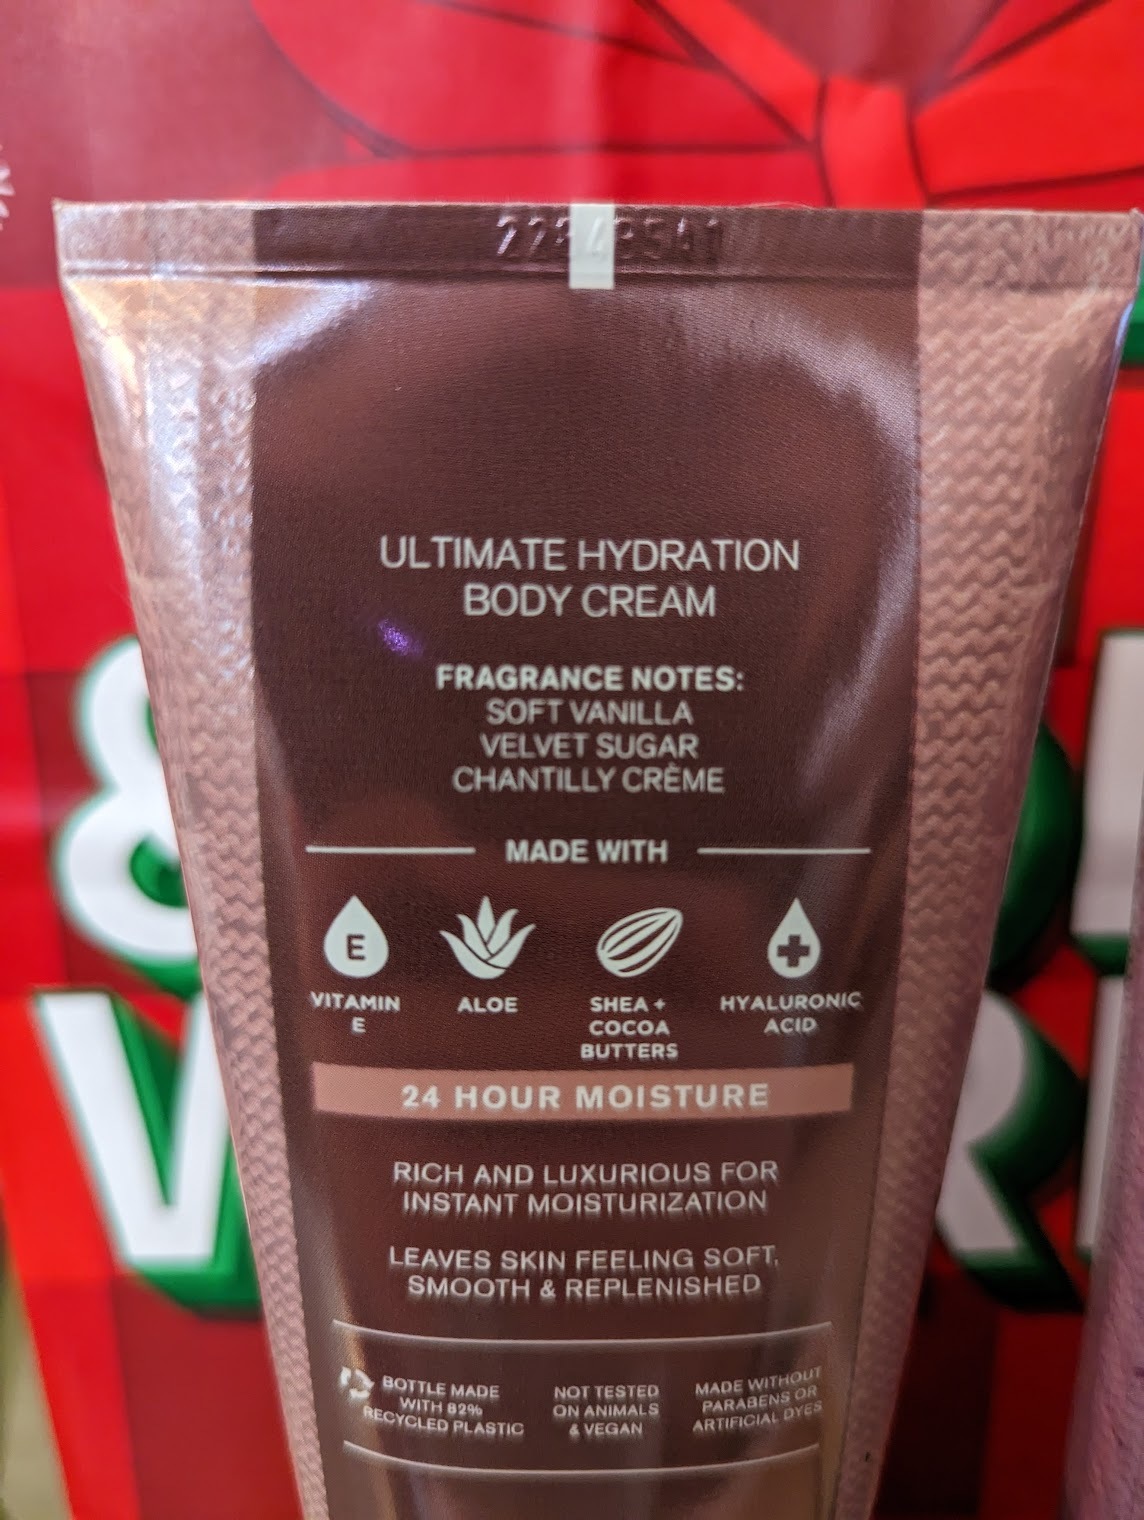 ULTIMATE HYDRATION
BODY CREAM
FRAGRANCE NOTES:
SOFT VANILLA
VELVET SUGAR
CHANTILLY CRÈME
MADE WITH
E
VITAMIN
E
ALOE
SHEA +
COCOA
BUTTERS
HYALURONIC
ACID
24 HOUR MOISTURE
RICH AND LUXURIOUS FOR
INSTANT MOISTURIZATION
LEAVES SKIN FEELING SOFT,
SMOOTH & REPLENISHED
BOTTLE MADE
WITH 82%
RECYCLED PLASTIC
NOT TESTED
ON ANIMALS
& VEGAN
MADE WITHOUT
PARABENS OR
ARTIFICIAL DYES
&